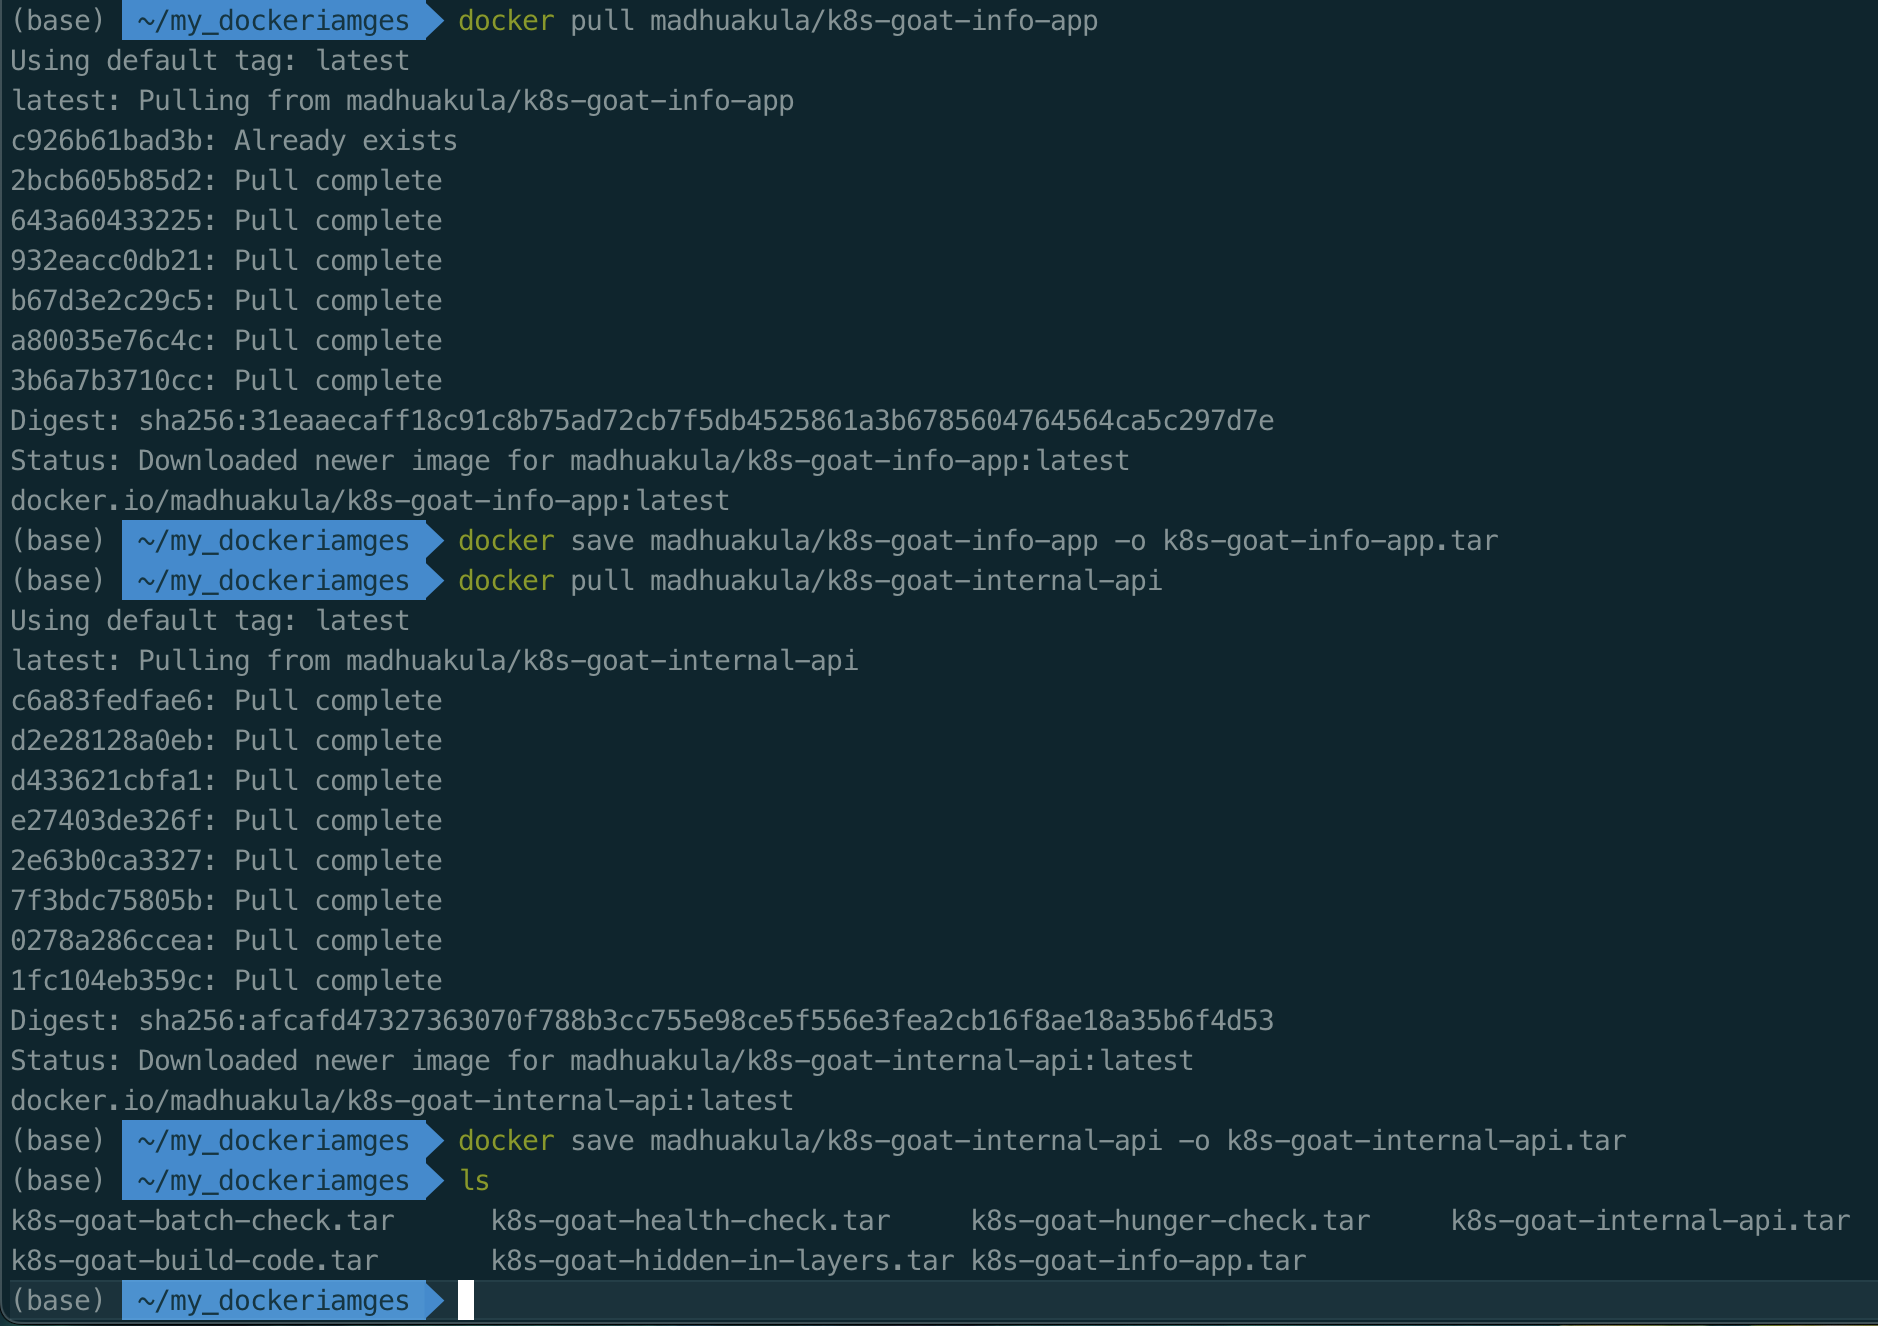 (base) ~/my_dockeriamges docker pull madhuakula/k8s-goat-info-app
Using default tag: latest
latest: Pulling from madhuakula/k8s-goat-info-app
c926b61bad3b: Already exists
2bcb605b85d2: Pull complete
643a60433225: Pull complete
932eacc0db21: Pull complete
b67d3e2c29c5: Pull complete
a80035e76c4c: Pull complete
3b6a7b3710cc: Pull complete
Digest: sha256:31eaaecaff18c91c8b75ad72cb7f5db4525861a3b6785604764564ca5c297d7e
Status: Downloaded newer image for madhuakula/k8s-goat-info-app:latest
docker.io/madhuakula/k8s-goat-info-app:latest
(base) ~/my_dockeriamges docker save madhuakula/k8s-goat-info-app -o k8s-goat-info-app.tar
(base) ~/my_dockeriamges docker pull madhuakula/k8s-goat-internal-api
Using default tag: latest
latest: Pulling from madhuakula/k8s-goat-internal-api
c6a83fedfae6: Pull complete
d2e28128a0eb: Pull complete
d433621cbfa1: Pull complete
e27403de326f: Pull complete
2e63b0ca3327: Pull complete
7f3bdc75805b: Pull complete
0278a286ccea: Pull complete
1fc104eb359c: Pull complete
Digest: sha256:afcafd47327363070f788b3cc755e98ce5f556e3fea2cb16f8ae18a35b6f4d53
Status: Downloaded newer image for madhuakula/k8s-goat-internal-api:latest
docker.io/madhuakula/k8s-goat-internal-api:latest
(base) ~/my_dockeriamges docker save madhuakula/k8s-goat-internal-api -o k8s-goat-internal-api.tar
(base) ~/my_dockeriamges ls
k8s-goat-batch-check.tar k8s-goat-health-check.tar k8s-goat-hunger-check.tar k8s-goat-internal-api.tar
k8s-goat-build-code.tar k8s-goat-hidden-in-layers.tar k8s-goat-info-app.tar
(base) ~/my_dockeriamges